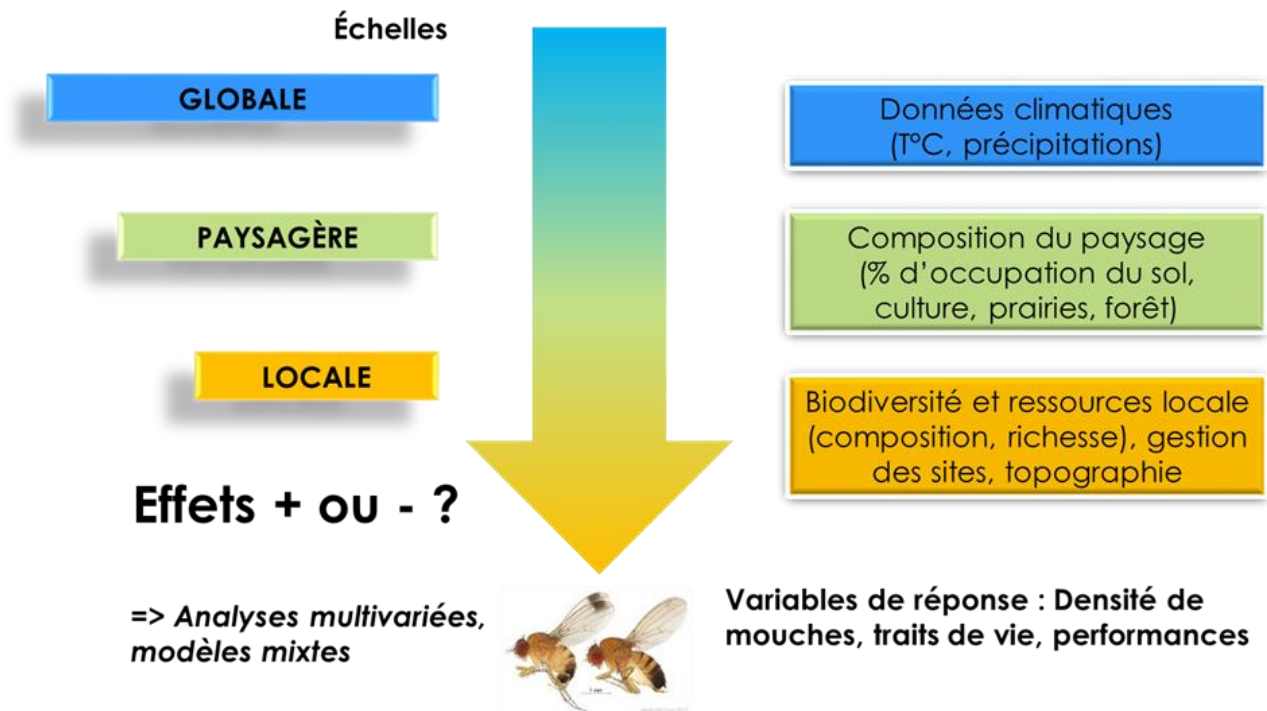 Échelles
GLOBALE
Données climatiques
(T°C, précipitations)
PAYSAGÈRE
Composition du paysage
(% d'occupation du sol,
culture, prairies, forêt)
LOCALE
Biodiversité et ressources locale
(composition, richesse), gestion
des sites, topographie
Effets + ou - ?
=> Analyses multivariées,
modèles mixtes
Variables de réponse : Densité de
mouches, traits de vie, performances